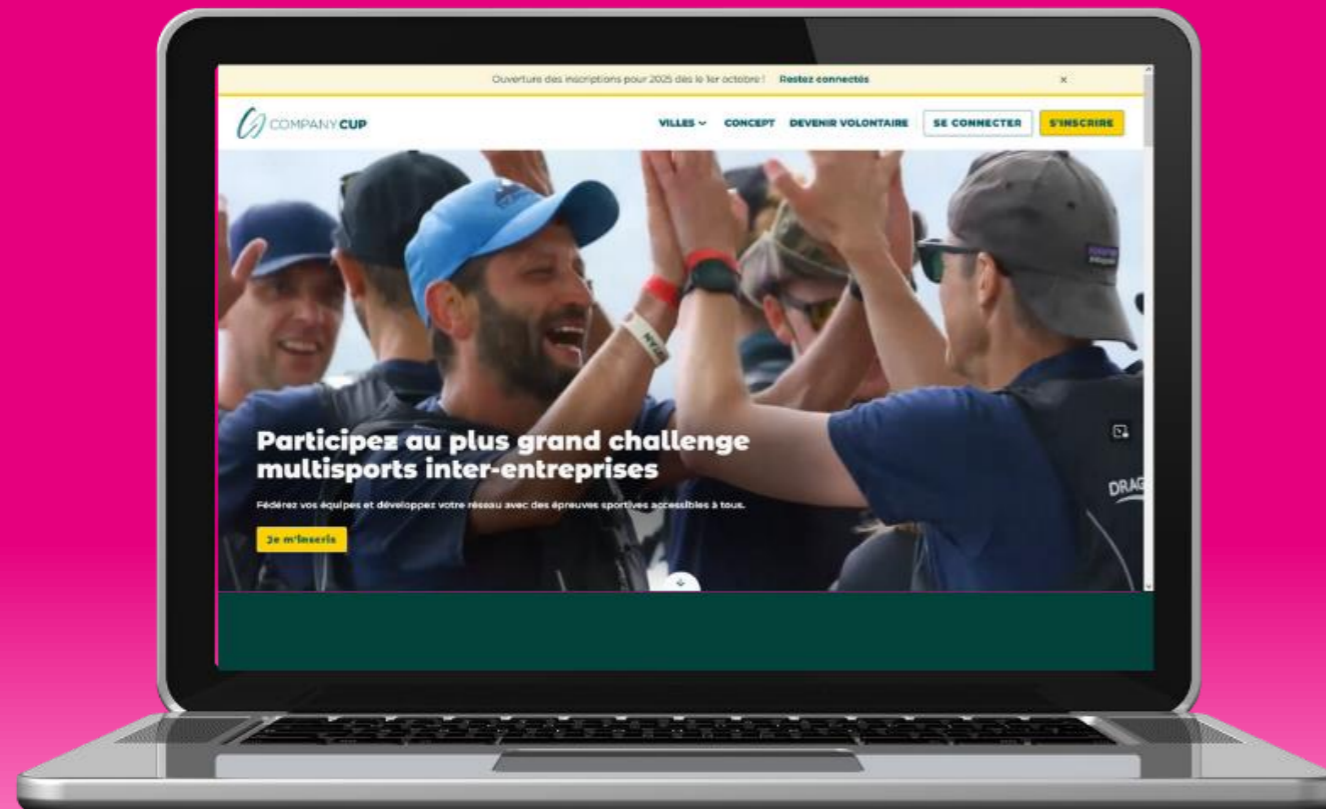 Ouverture des inscriptions pour 2025 dès le 1er octobre ! Restez connectés
COMPANY CUP
VILLES CONCEPT DEVENIR VOLONTAIRE SE CONNECTER S'INSCRIRE
Participez au plus grand challenge
multisports inter-entreprises
Fédérez vos équipes et développez votre réseau avec des épreuves sportives accessibles à tous.
Je m'inscris
DRAG